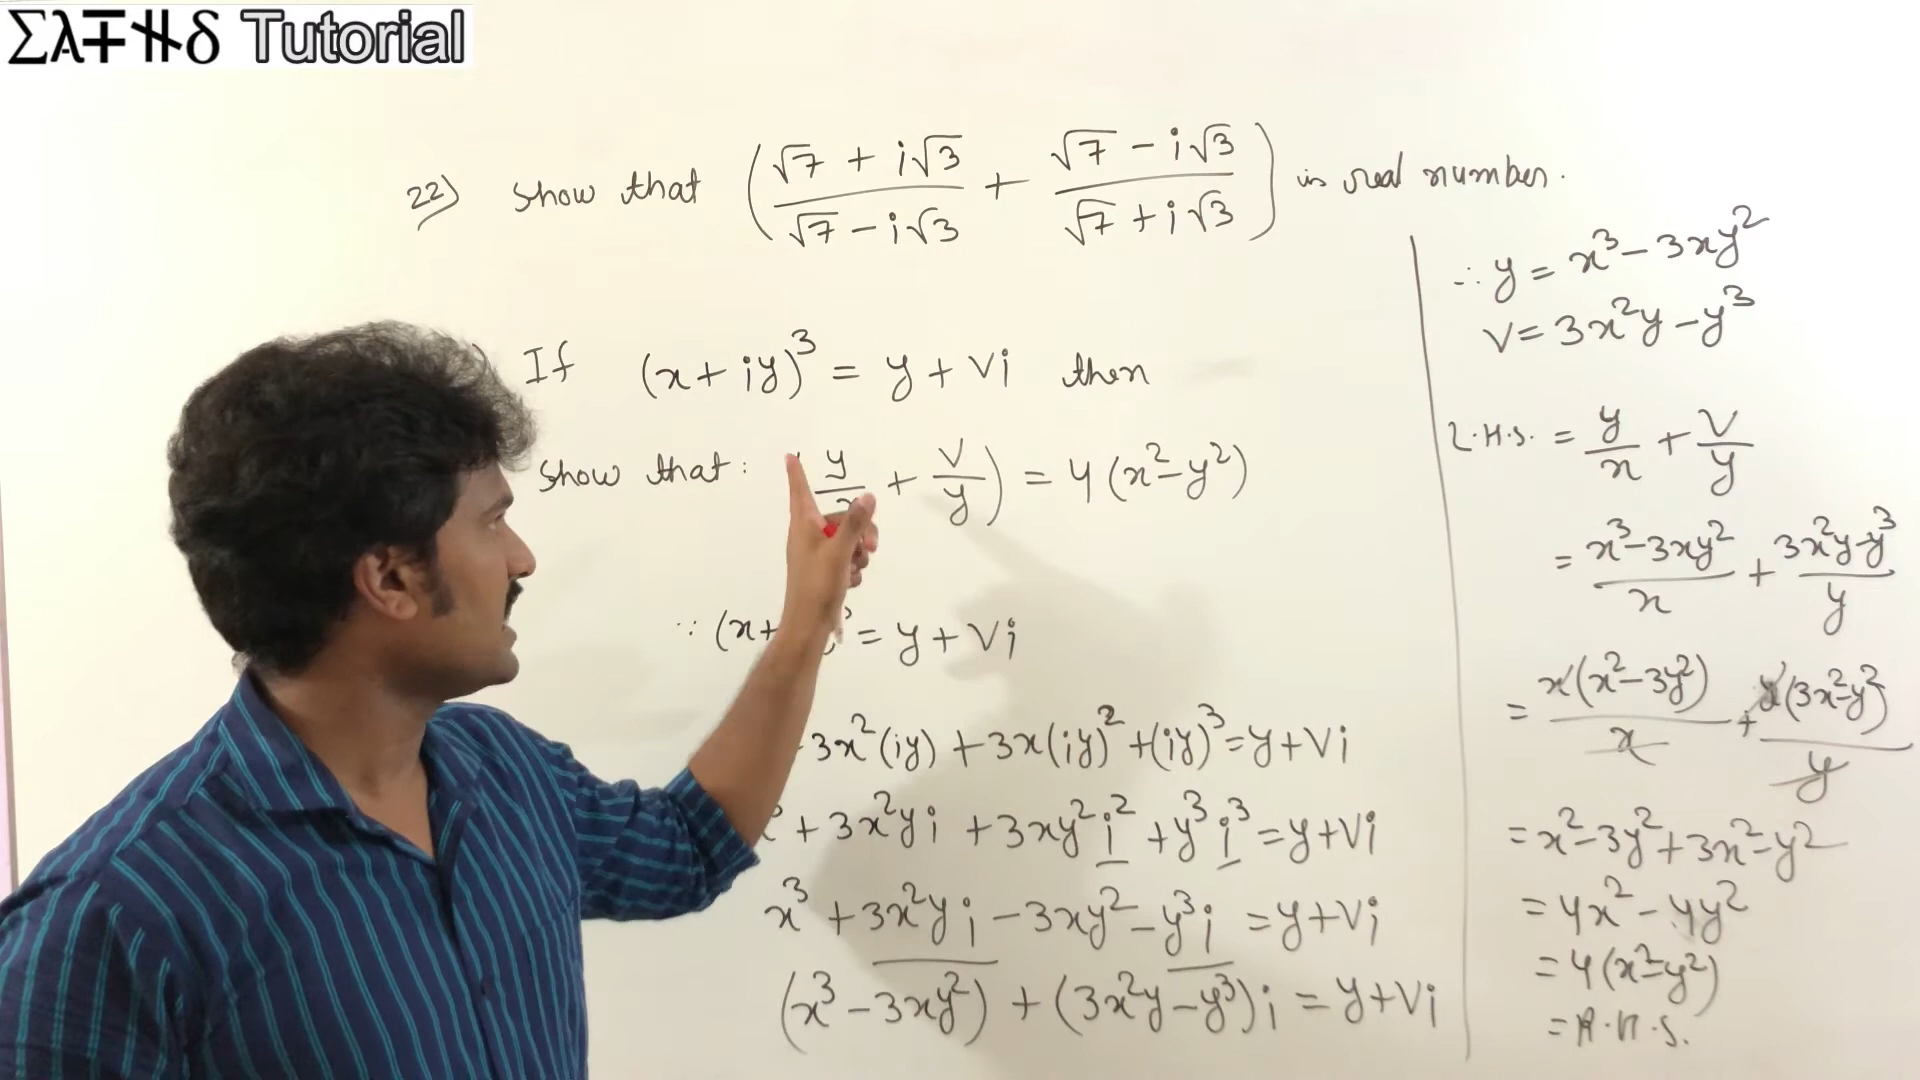 ΣλŦHδ Tutorial
22) Show that (√7 + i√3 / √7 - i√3 + √7 - i√3 / √7 + i√3) is real number.
If (x + iy)³ = y + Vi then
Show that: y/x + V/y) = 4(x² - y²)
∵ (x+ = y + Vi
3x²(iy) + 3x(iy)² + (iy)³ = y + Vi
+ 3x²yi + 3xy²i² + y³i³ = y + Vi
x³ + 3x²yi - 3xy² - y³i = y + Vi
(x³ - 3xy²) + (3x²y - y³)i = y + Vi
∴ y = x³ - 3xy²
V = 3x²y - y³
L.H.S. = y/x + V/y
= x³ - 3xy² / x + 3x²y - y³ / y
= x(x² - 3y²) / x + y(3x² - y²) / y
= x² - 3y² + 3x² - y²
= 4x² - 4y²
= 4(x² - y²)
= R.H.S.